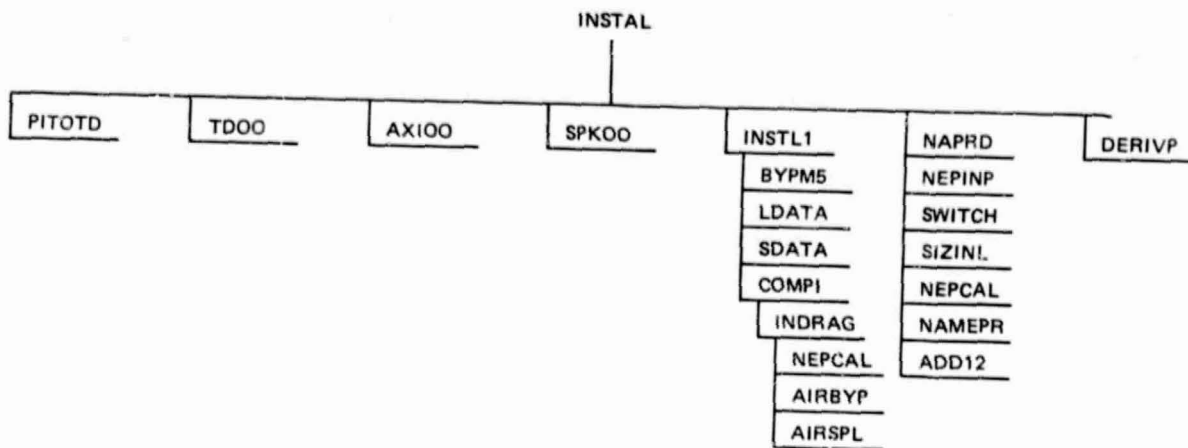 INSTAL
PITOTD
TDOO
AXIOO
SPKOO
INSTL1
BYPM5
LDATA
SDATA
COMPI
INDRAG
NEPCAL
AIRBYP
AIRSPL
NAPRD
NEPINP
SWITCH
SIZINL
NEPCAL
NAMEPR
ADD12
DERIVP